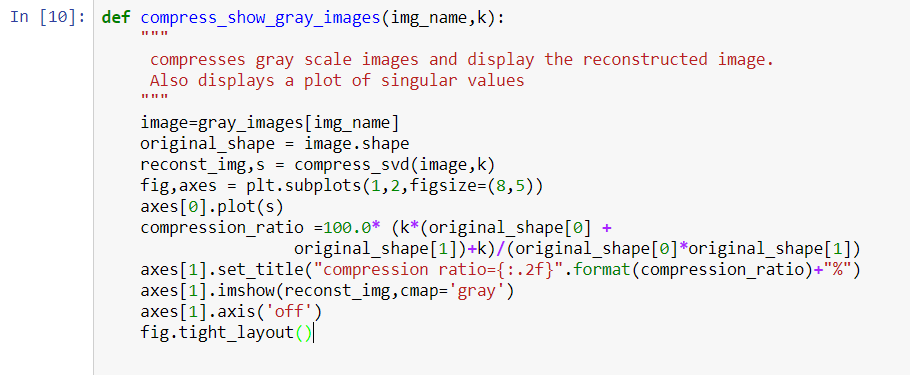 In [10]: def compress_show_gray_images(img_name,k):
    """
     compresses gray scale images and display the reconstructed image.
     Also displays a plot of singular values
    """
    image=gray_images[img_name]
    original_shape = image.shape
    reconst_img,s = compress_svd(image,k)
    fig,axes = plt.subplots(1,2,figsize=(8,5))
    axes[0].plot(s)
    compression_ratio =100.0* (k*(original_shape[0] +
                    original_shape[1])+k)/(original_shape[0]*original_shape[1])
    axes[1].set_title("compression ratio={:.2f}".format(compression_ratio)+"%")
    axes[1].imshow(reconst_img,cmap='gray')
    axes[1].axis('off')
    fig.tight_layout()